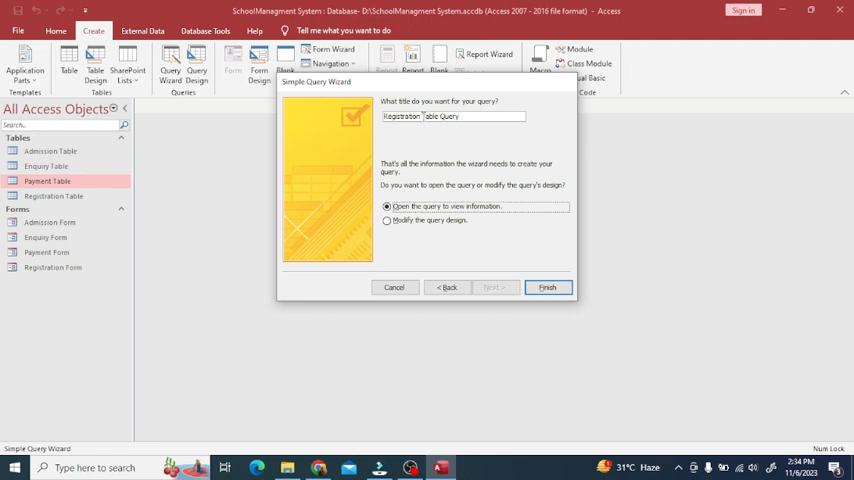 SchoolManagment System : Database- D:\SchoolManagment System.accdb (Access 2007 - 2016 file format) - Access
Sign in
File
Home
Create
External Data
Database Tools
Help
Tell me what you want to do
Application Parts
Table
Table Design
SharePoint Lists
Query Wizard
Query Design
Form
Form Design
Blank
Form Wizard
Navigation
Report
Report
Blank
Report Wizard
Macro
Module
Class Module
ual Basic
Templates
Tables
Queries
Code
All Access Objects
Search...
Tables
Admission Table
Enquiry Table
Payment Table
Registration Table
Forms
Admission Form
Enquiry Form
Payment Form
Registration Form
Simple Query Wizard
What title do you want for your query?
Registration Table Query
That's all the information the wizard needs to create your
query.
Do you want to open the query or modify the query's design?
Open the query to view information.
Modify the query design.
Cancel
< Back
Next >
Finish
Simple Query Wizard
Num Lock
Type here to search
31°C Haze
2:34 PM
11/6/2023
3